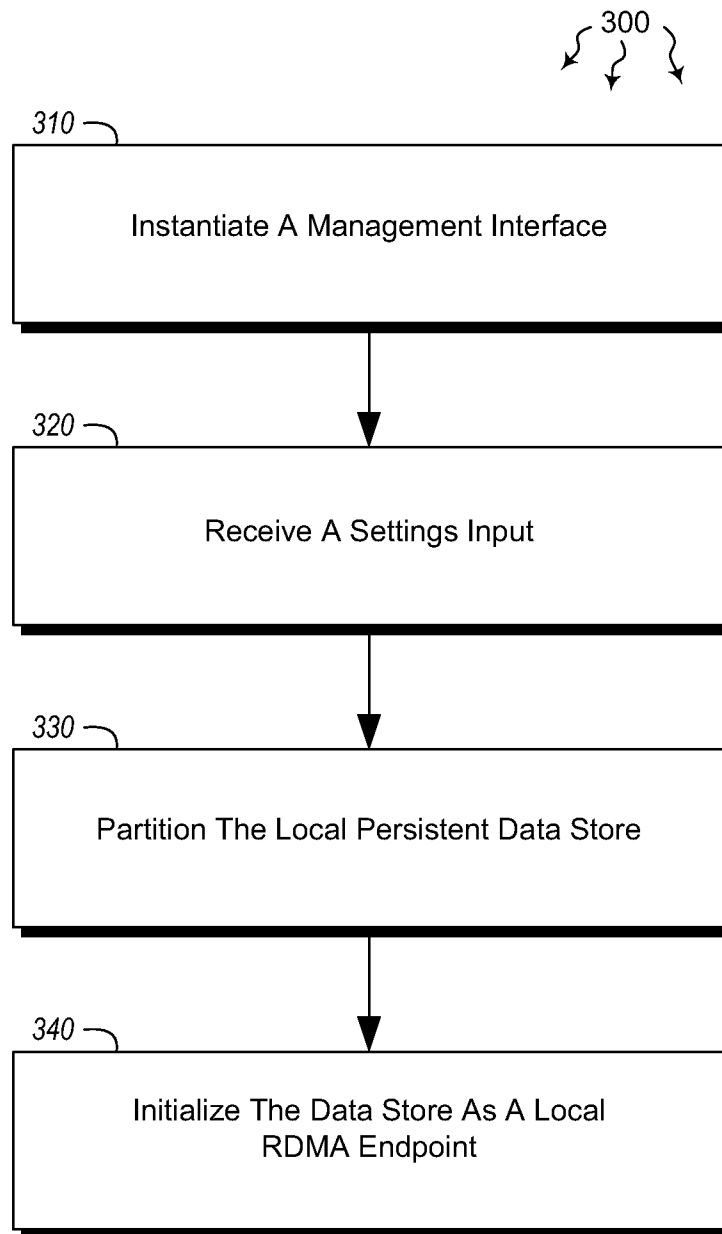 300
310
Instantiate A Management Interface
320
Receive A Settings Input
330
Partition The Local Persistent Data Store
340
Initialize The Data Store As A Local
RDMA Endpoint